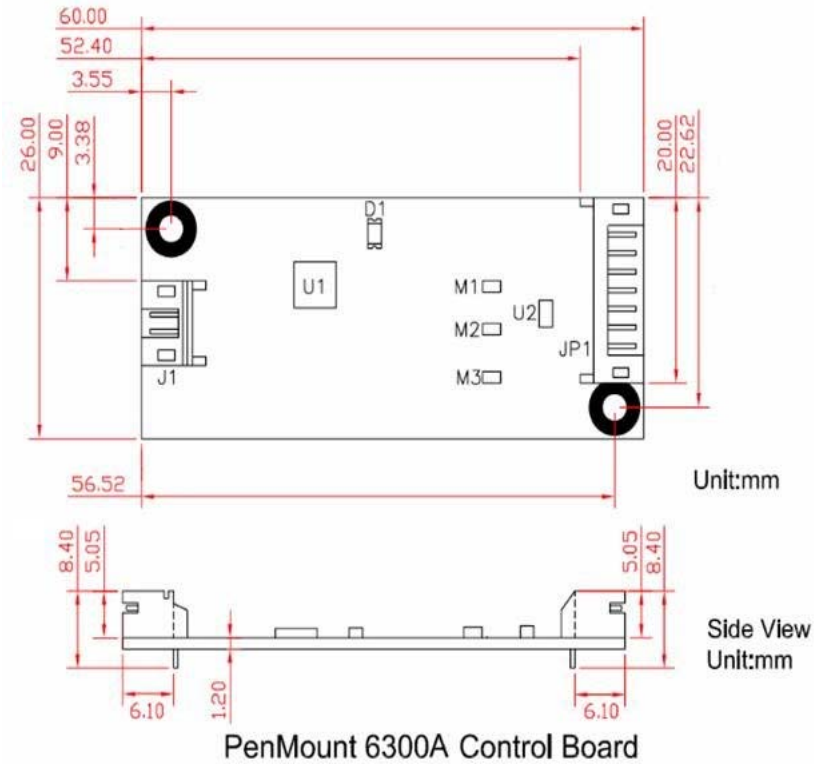 60.00
52.40
3.55
26.00
9.00
3.38
20.00
22.62
D1
U1
M1
U2
M2
JP1
J1
M3
56.52
Unit:mm
8.40
5.05
5.05
8.40
Side View
Unit:mm
6.10
1.20
6.10
PenMount 6300A Control Board